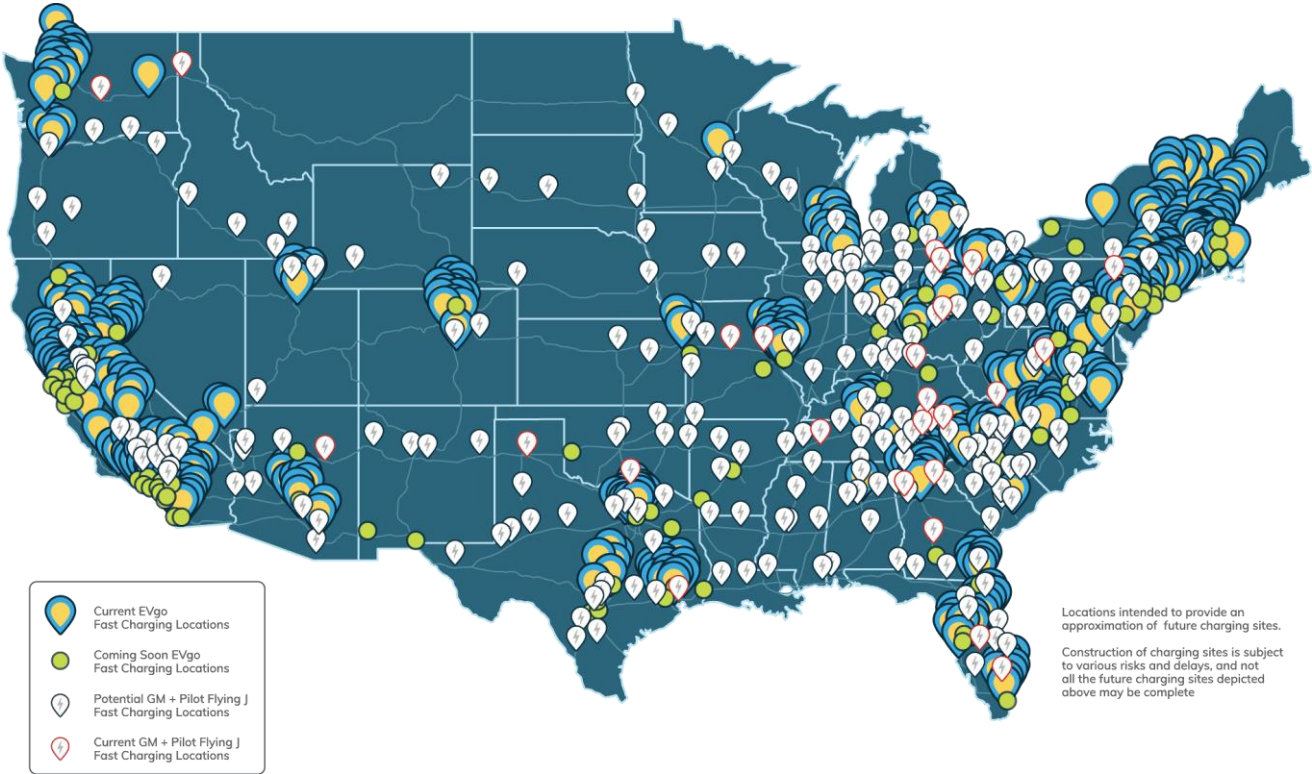 Current EVgo
Fast Charging Locations
Coming Soon EVgo
Fast Charging Locations
Potential GM + Pilot Flying J
Fast Charging Locations
Current GM + Pilot Flying J
Fast Charging Locations
Locations intended to provide an
approximation of future charging sites.
Construction of charging sites is subject
to various risks and delays, and not
all the future charging sites depicted
above may be complete